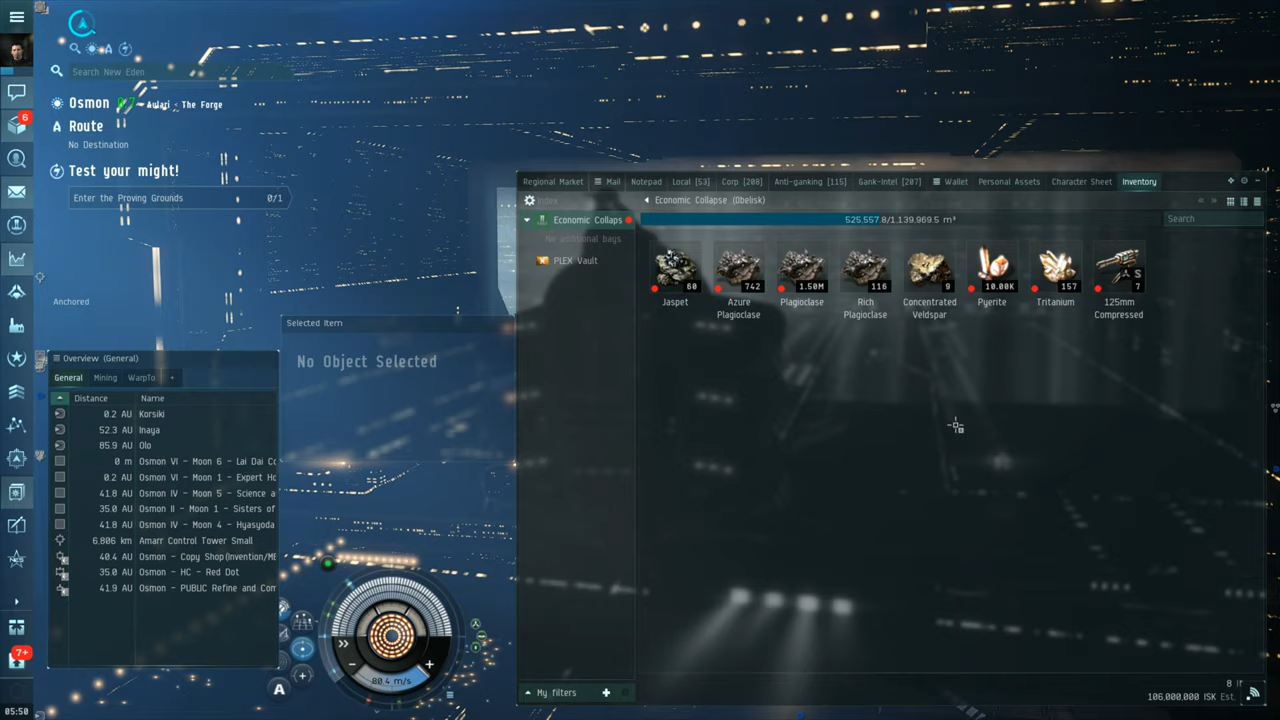 Search New Eden
Osmon 0.7 ‹ Aulari ‹ The Forge
Route
No Destination
Test your might!
Enter the Proving Grounds 0/1
Anchored
6
7+
05:50
Overview (General)
General Mining WarpTo +
Distance Name
0.2 AU Korsiki
52.3 AU Inaya
85.9 AU Olo
0 m Osmon VI - Moon 6 - Lai Dai Co
0.2 AU Osmon VI - Moon 1 - Expert Ho
41.8 AU Osmon IV - Moon 5 - Science a
35.0 AU Osmon II - Moon 1 - Sisters of
41.8 AU Osmon IV - Moon 4 - Hyasyoda
6.806 km Amarr Control Tower Small
40.4 AU Osmon - Copy Shop(Invention/ME
35.0 AU Osmon - HC - Red Dot
41.9 AU Osmon - PUBLIC Refine and Com
Selected Item
No Object Selected
80.4 m/s
A
Regional Market Mail Notepad Local [53] Corp [208] Anti-ganking [115] Gank-Intel [207] Wallet Personal Assets Character Sheet Inventory
Index
Economic Collapse (Obelisk)
Economic Collaps
525,557.8/1,139,969.5 m³
Search
No additional bays
PLEX Vault
60
742
1.50M
116
9
10.00K
157
S
7
Jaspet
Azure Plagioclase
Plagioclase
Rich Plagioclase
Concentrated Veldspar
Pyerite
Tritanium
125mm Compressed
My filters +
106,000,000 ISK Est.